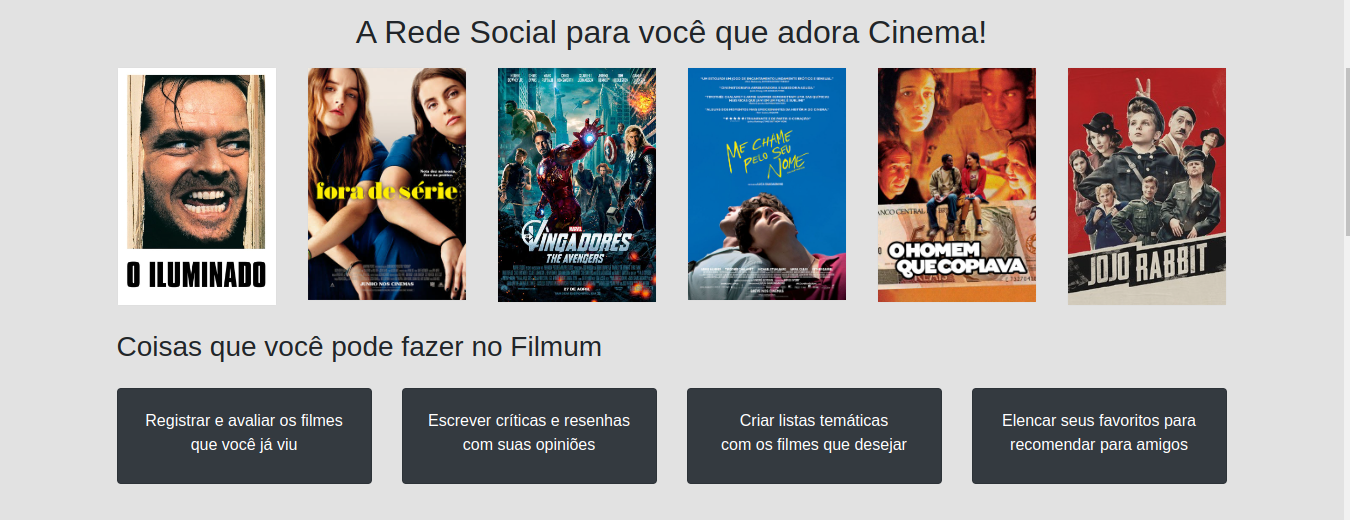 A Rede Social para você que adora Cinema!
O ILUMINADO
fora de série
JUNHO NOS CINEMAS
MARVEL
VINGADORES
THE AVENGERS
27 DE ABRIL
ME CHAME
PELO SEU
NOME
O HOMEM
QUE COPIAVA
JOJO RABBIT
Coisas que você pode fazer no Filmum
Registrar e avaliar os filmes
que você já viu
Escrever críticas e resenhas
com suas opiniões
Criar listas temáticas
com os filmes que desejar
Elencar seus favoritos para
recomendar para amigos